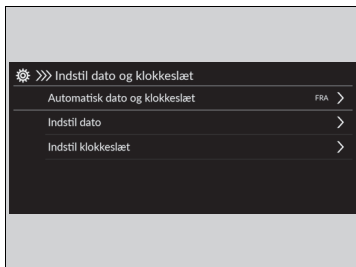 Indstil dato og klokkeslæt
Automatisk dato og klokkeslæt FRA
Indstil dato
Indstil klokkeslæt